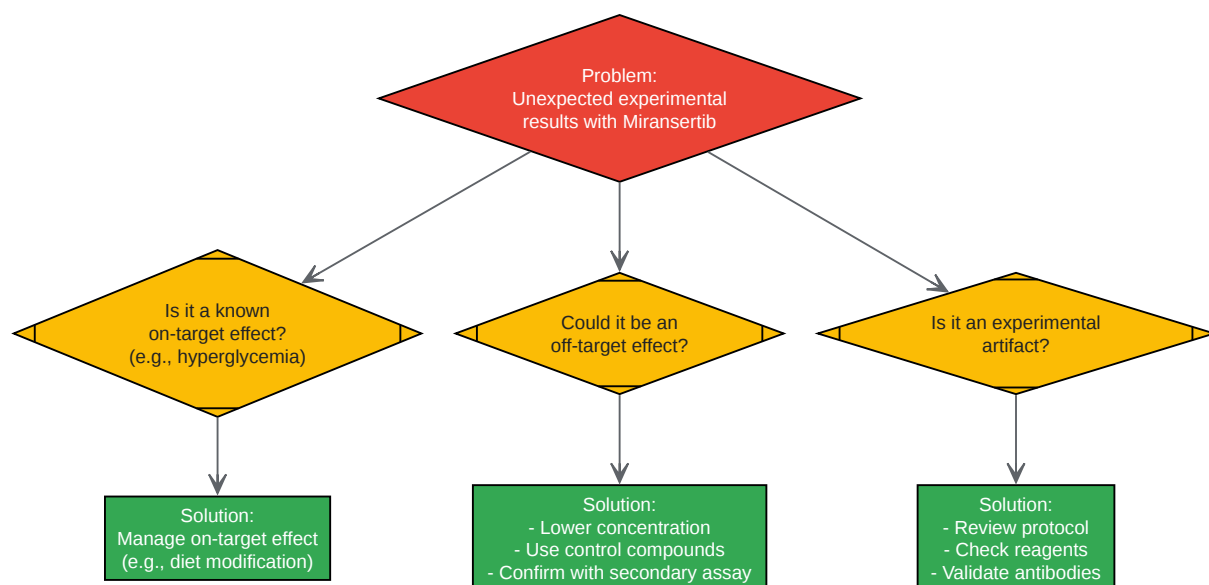 Problem:
Unexpected experimental
results with Miransertib
Is it a known
on-target effect?
(e.g., hyperglycemia)
Could it be an
off-target effect?
Is it an experimental
artifact?
Solution:
Manage on-target effect
(e.g., diet modification)
Solution:
- Lower concentration
- Use control compounds
- Confirm with secondary assay
Solution:
- Review protocol
- Check reagents
- Validate antibodies